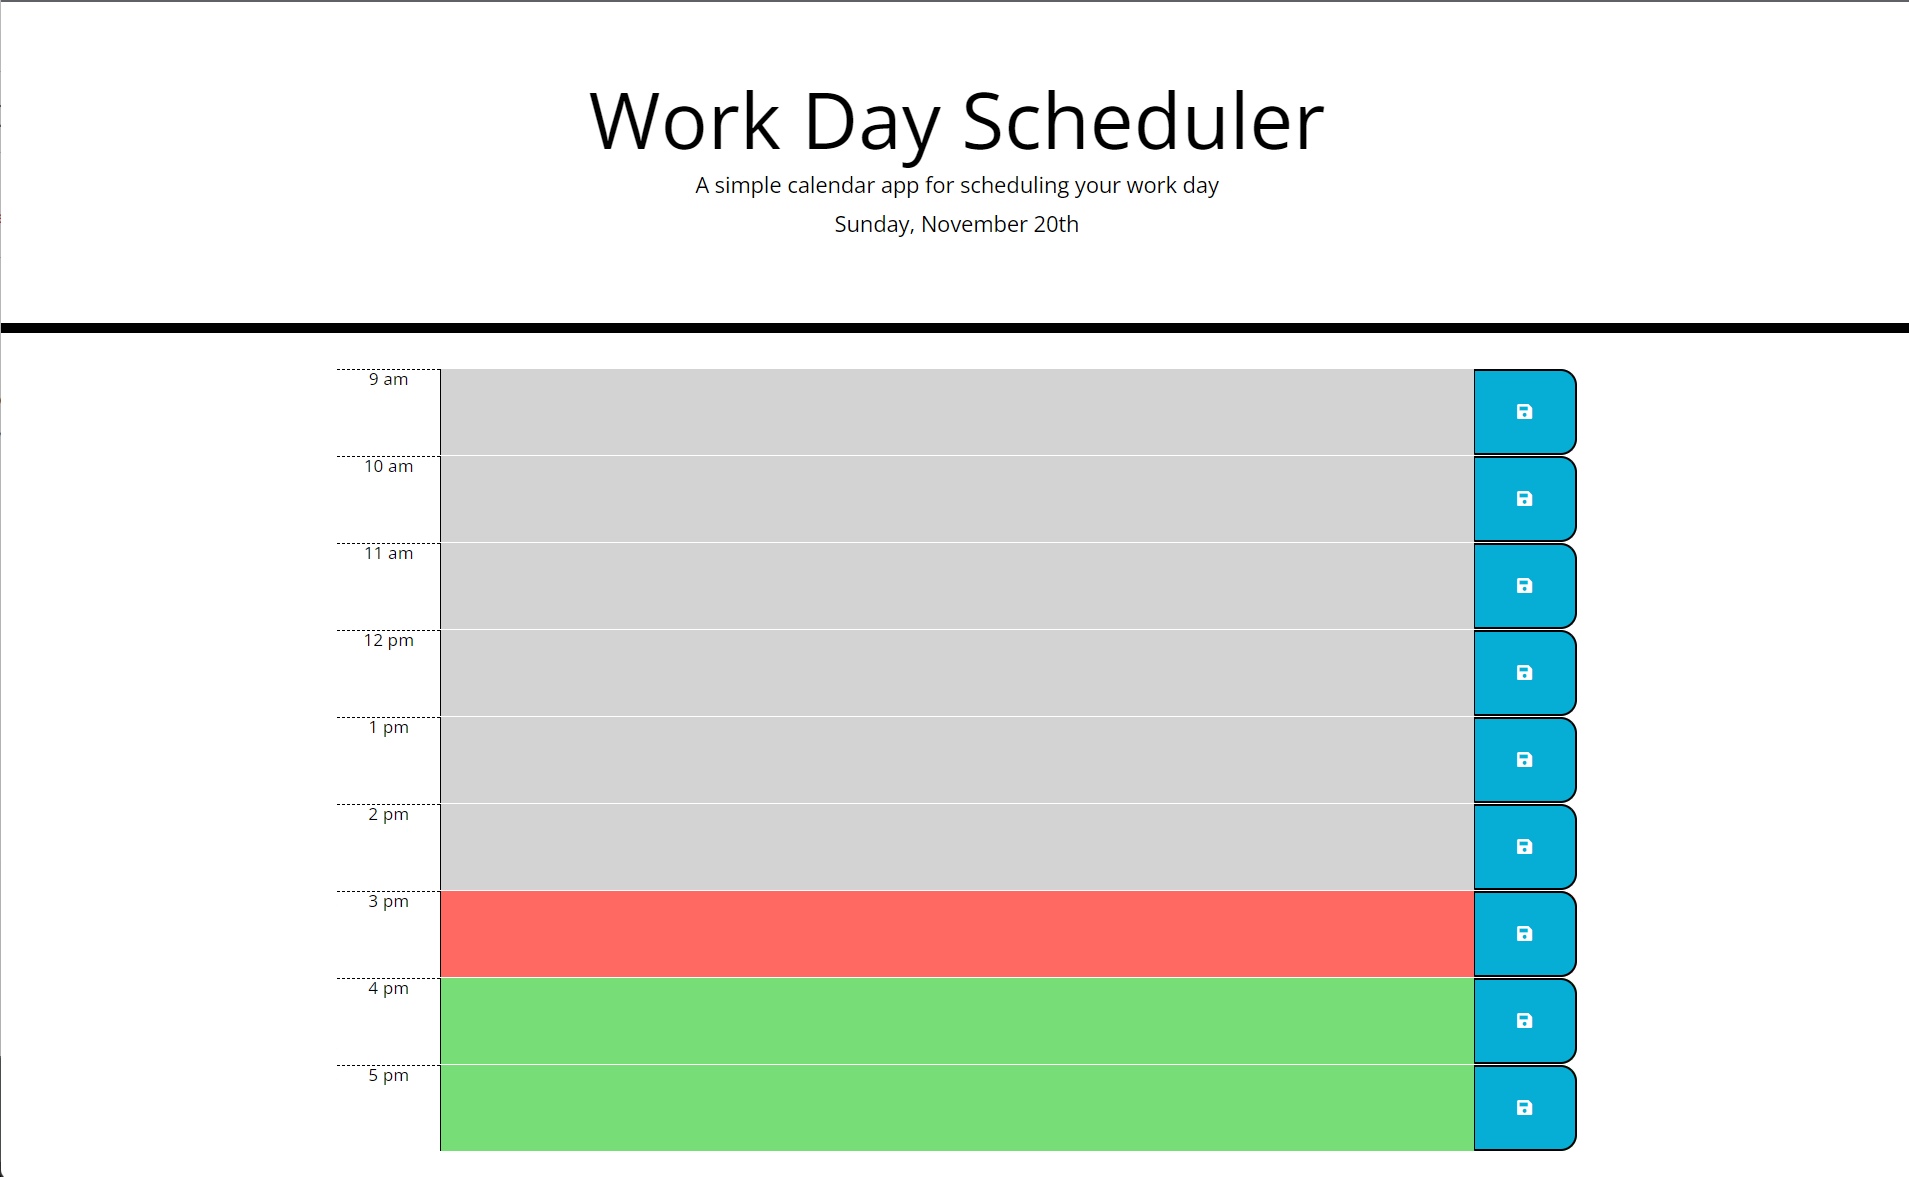 Work Day Scheduler
A simple calendar app for scheduling your work day
Sunday, November 20th
9 am
10 am
11 am
12 pm
1 pm
2 pm
3 pm
4 pm
5 pm